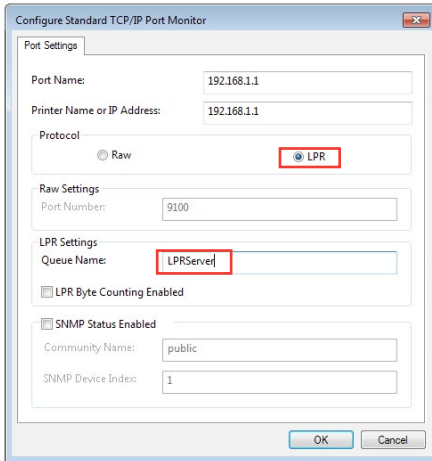 Configure Standard TCP/IP Port Monitor
Port Settings
Port Name: 192.168.1.1
Printer Name or IP Address: 192.168.1.1
Protocol
Raw LPR
Raw Settings
Port Number: 9100
LPR Settings
Queue Name: LPRServer
LPR Byte Counting Enabled
SNMP Status Enabled
Community Name: public
SNMP Device Index: 1
OK Cancel